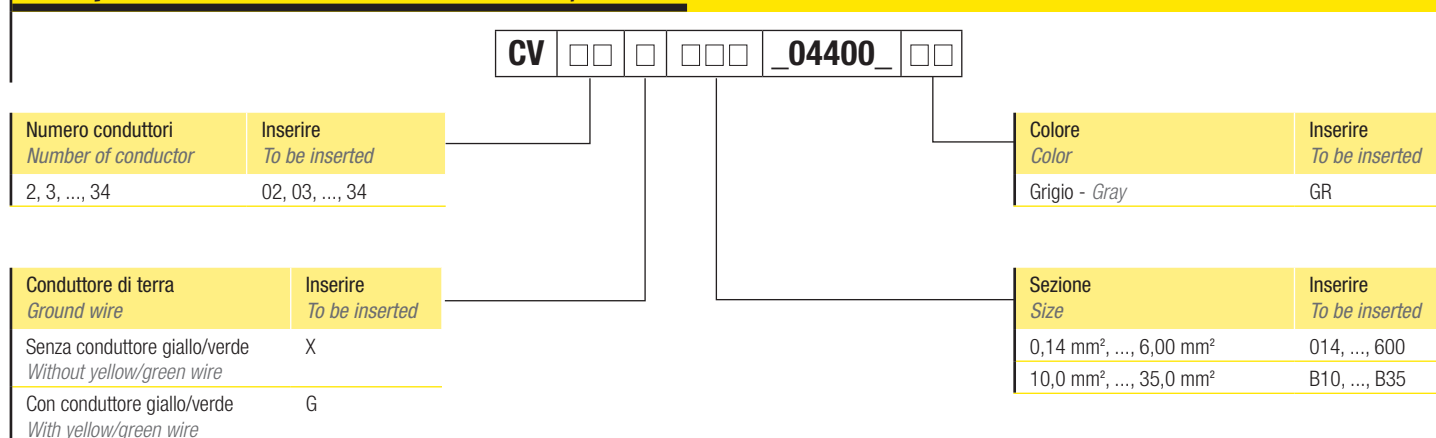 CV □□ □ □□□ _04400_ □□
Numero conduttori Inserire
Number of conductor To be inserted
2, 3, ..., 34 02, 03, ..., 34
Colore Inserire
Color To be inserted
Grigio - Gray GR
Conduttore di terra Inserire
Ground wire To be inserted
Senza conduttore giallo/verde X
Without yellow/green wire
Con conduttore giallo/verde G
With yellow/green wire
Sezione Inserire
Size To be inserted
0,14 mm², ..., 6,00 mm² 014, ..., 600
10,0 mm², ..., 35,0 mm² B10, ..., B35